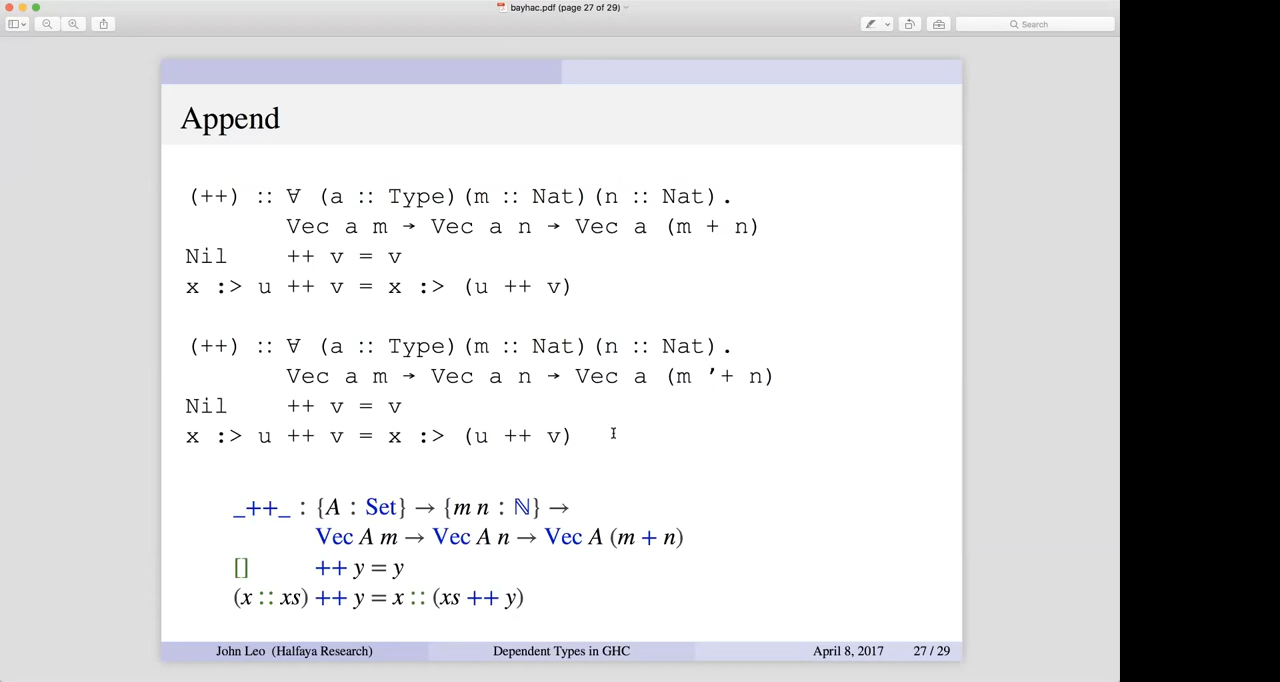 bayhac.pdf (page 27 of 29)
Search
Append
(++) :: ∀ (a :: Type)(m :: Nat)(n :: Nat).
Vec a m → Vec a n → Vec a (m + n)
Nil ++ v = v
x :> u ++ v = x :> (u ++ v)
(++) :: ∀ (a :: Type)(m :: Nat)(n :: Nat).
Vec a m → Vec a n → Vec a (m ’+ n)
Nil ++ v = v
x :> u ++ v = x :> (u ++ v)
_++_ : {A : Set} → {m n : ℕ} →
Vec A m → Vec A n → Vec A (m + n)
[] ++ y = y
(x :: xs) ++ y = x :: (xs ++ y)
John Leo (Halfaya Research) Dependent Types in GHC April 8, 2017 27 / 29